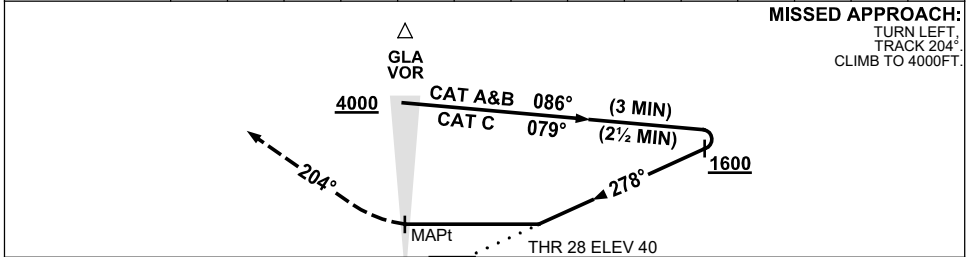 MISSED APPROACH:
TURN LEFT,
TRACK 204°.
CLIMB TO 4000FT.
GLA
VOR
4000
CAT A&B 086° (3 MIN)
CAT C 079° (2½ MIN)
1600
204°
278°
MAPt
THR 28 ELEV 40